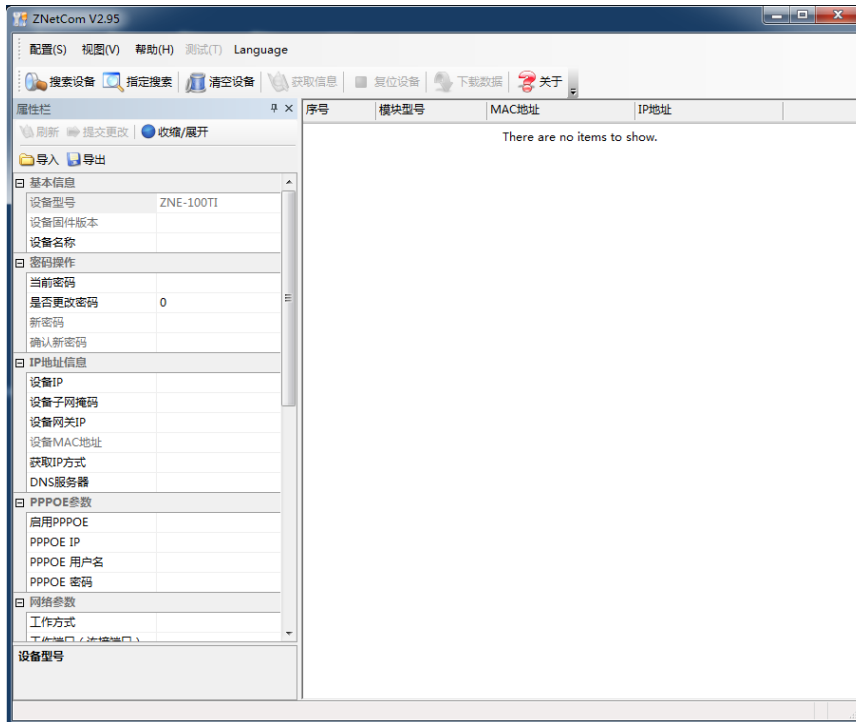 ZNetCom V2.95
配置(S) 视图(V) 帮助(H) 测试(T) Language
搜索设备 指定搜索 清空设备 获取信息 复位设备 下载数据 关于
属性栏
序号 模块型号 MAC地址 IP地址
刷新 提交更改 收缩/展开
There are no items to show.
导入 导出
基本信息
设备型号 ZNE-100TI
设备固件版本
设备名称
密码操作
当前密码
是否更改密码 0
新密码
确认新密码
IP地址信息
设备IP
设备子网掩码
设备网关IP
设备MAC地址
获取IP方式
DNS服务器
PPPOE参数
启用PPPOE
PPPOE IP
PPPOE 用户名
PPPOE 密码
网络参数
工作方式
工作端口(连接端口)
设备型号